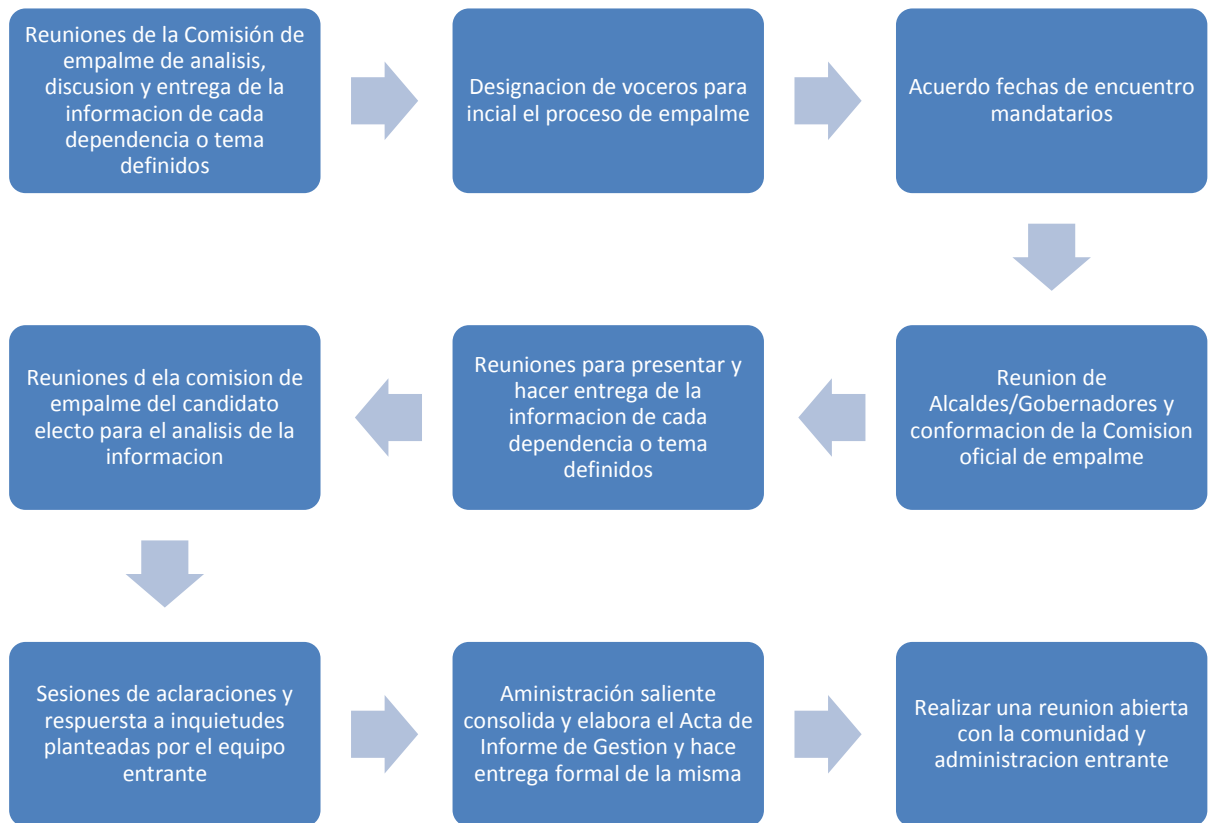 Reuniones de la Comisión de
empalme de analisis,
discusion y entrega de la
informacion de cada
dependencia o tema
definidos
Designacion de voceros para
incial el proceso de empalme
Acuerdo fechas de encuentro
mandatarios
Reunion de
Alcaldes/Gobernadores y
conformacion de la Comision
oficial de empalme
Reuniones para presentar y
hacer entrega de la
informacion de cada
dependencia o tema
definidos
Reuniones d ela comision de
empalme del candidato
electo para el analisis de la
informacion
Sesiones de aclaraciones y
respuersta a inquietudes
planteadas por el equipo
entrante
Aministración saliente
consolida y elabora el Acta de
Informe de Gestion y hace
entrega formal de la misma
Realizar una reunion abierta
con la comunidad y
administracion entrante